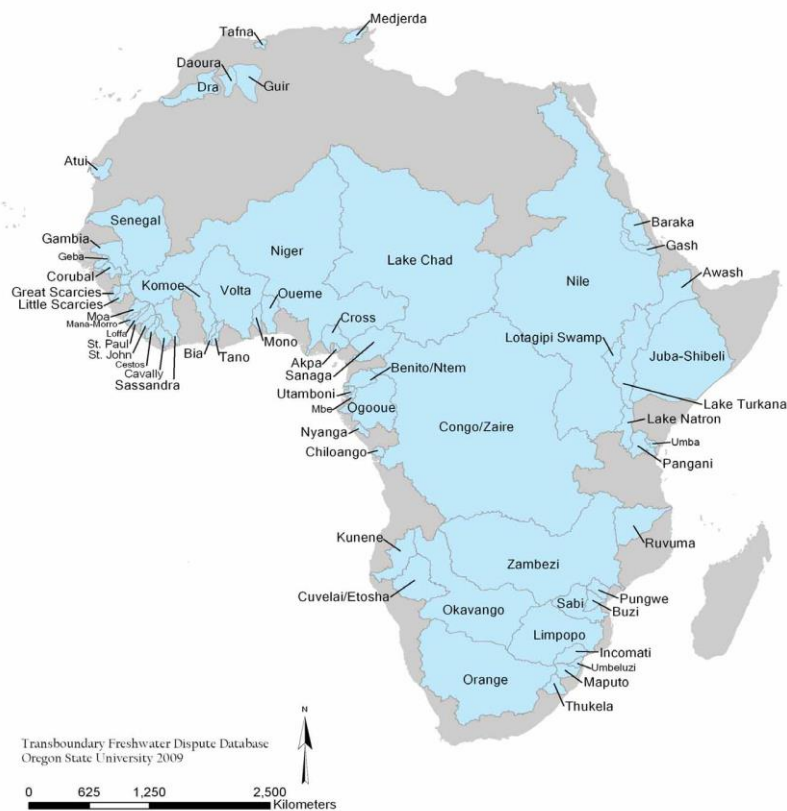 Medjerda
Tafna
Daoura
Dra
Guir
Atui
Senegal
Baraka
Gambia
Niger
Gash
Geba
Lake Chad
Awash
Corubal
Nile
Great Scarcies
Komoe
Volta
Oueme
Little Scarcies
Cross
Moa
Mana-Morro
Lotagipi Swamp
Loffa
St. Paul
Mono
Juba-Shibeli
St. John
Bia
Tano
Akpa
Cestos
Sanaga
Benito/Ntem
Cavally
Sassandra
Utamboni
Lake Turkana
Mbe
Ogooue
Lake Natron
Congo/Zaire
Nyanga
Umba
Chiloango
Pangani
Kunene
Ruvuma
Zambezi
Cuvelai/Etosha
Pungwe
Sabi
Okavango
Buzi
Limpopo
Incomati
Umbeluzi
Orange
Maputo
Thukela
N
Transboundary Freshwater Dispute Database
Oregon State University 2009
0 625 1,250 2,500
Kilometers